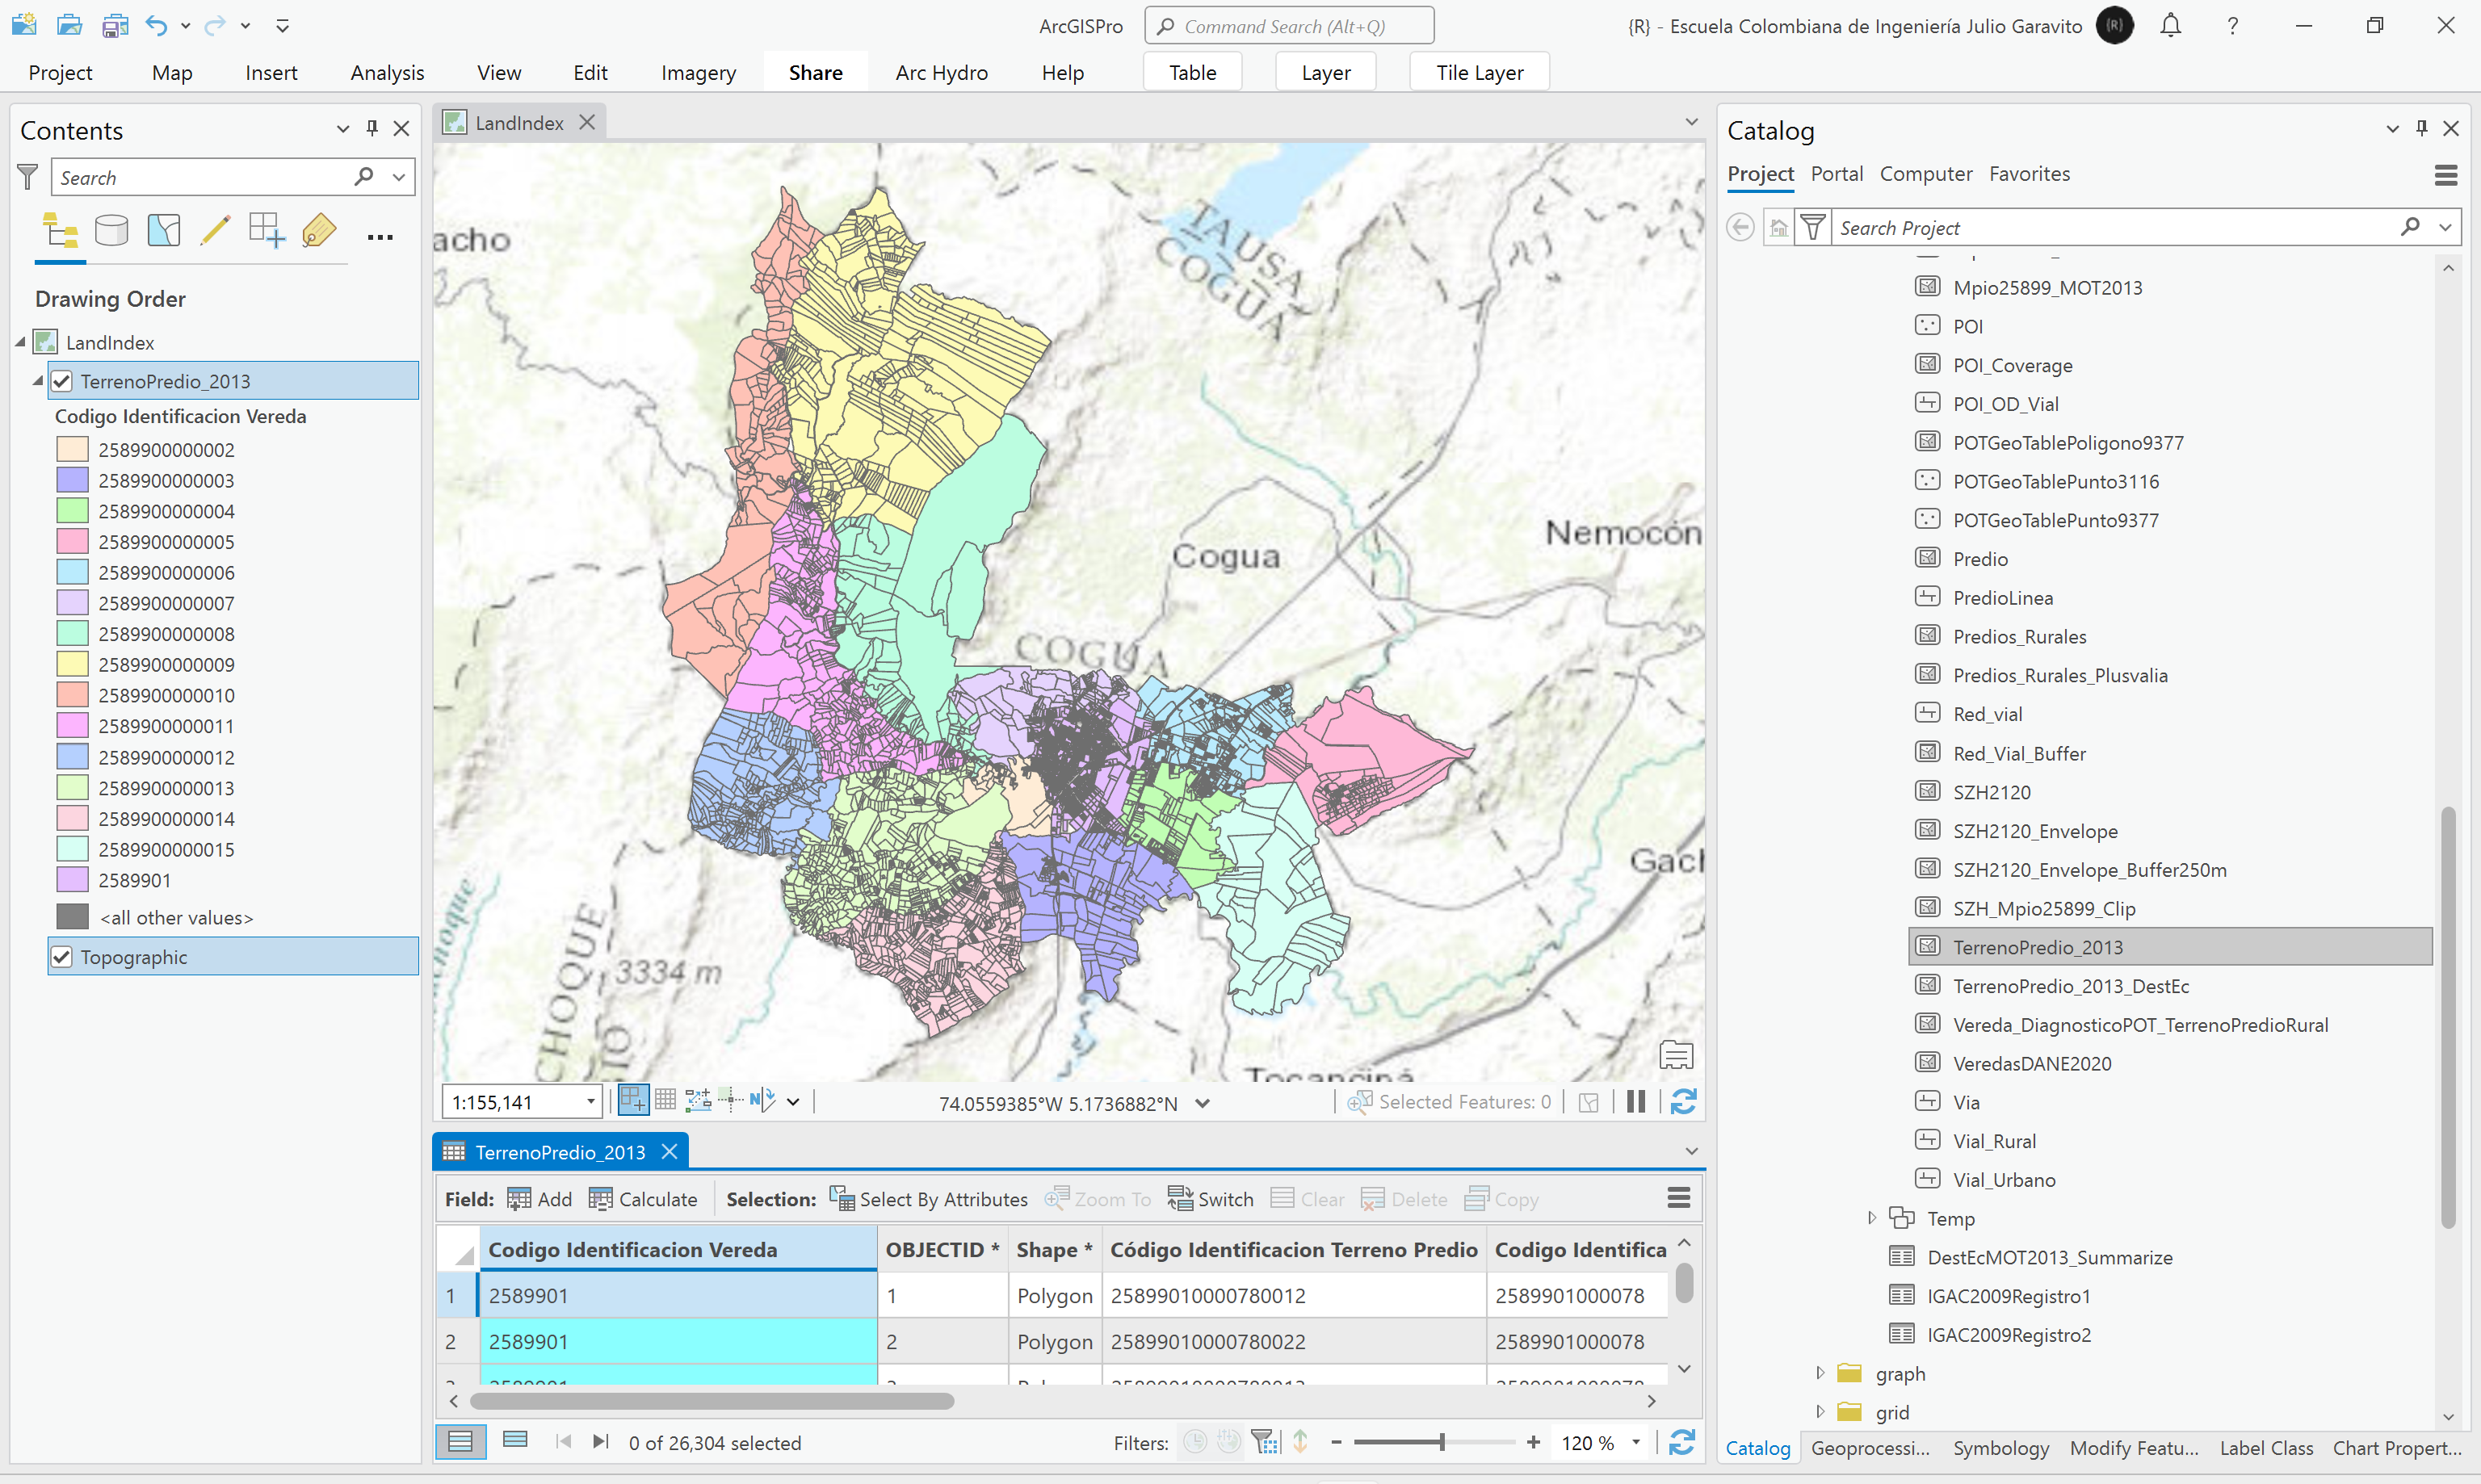 ArcGISPro
Command Search (Alt+Q)
{R} - Escuela Colombiana de Ingeniería Julio Garavito
{R}
?
Project
Map
Insert
Analysis
View
Edit
Imagery
Share
Arc Hydro
Help
Table
Layer
Tile Layer
Contents
Search
Drawing Order
LandIndex
TerrenoPredio_2013
Codigo Identificacion Vereda
2589900000002
2589900000003
2589900000004
2589900000005
2589900000006
2589900000007
2589900000008
2589900000009
2589900000010
2589900000011
2589900000012
2589900000013
2589900000014
2589900000015
2589901
<all other values>
Topographic
LandIndex
acho
TAUSA
COGUA
Nemocón
Cogua
COGUA
Gach
choque
CHOQUE
3334 m
TIO
Tocancipá
1:155,141
N
74.0559385°W 5.1736882°N
Selected Features: 0
TerrenoPredio_2013
Field:
Add
Calculate
Selection:
Select By Attributes
Zoom To
Switch
Clear
Delete
Copy
Codigo Identificacion Vereda
OBJECTID *
Shape *
Código Identificacion Terreno Predio
Codigo Identifica
1
2589901
1
Polygon
25899010000780012
2589901000078
2
2589901
2
Polygon
25899010000780022
2589901000078
0 of 26,304 selected
Filters:
120 %
Catalog
Project
Portal
Computer
Favorites
Search Project
Mpio25899_MOT2013
POI
POI_Coverage
POI_OD_Vial
POTGeoTablePoligono9377
POTGeoTablePunto3116
POTGeoTablePunto9377
Predio
PredioLinea
Predios_Rurales
Predios_Rurales_Plusvalia
Red_vial
Red_Vial_Buffer
SZH2120
SZH2120_Envelope
SZH2120_Envelope_Buffer250m
SZH_Mpio25899_Clip
TerrenoPredio_2013
TerrenoPredio_2013_DestEc
Vereda_DiagnosticoPOT_TerrenoPredioRural
VeredasDANE2020
Via
Vial_Rural
Vial_Urbano
Temp
DestEcMOT2013_Summarize
IGAC2009Registro1
IGAC2009Registro2
graph
grid
Catalog
Geoprocessi...
Symbology
Modify Featu...
Label Class
Chart Propert...